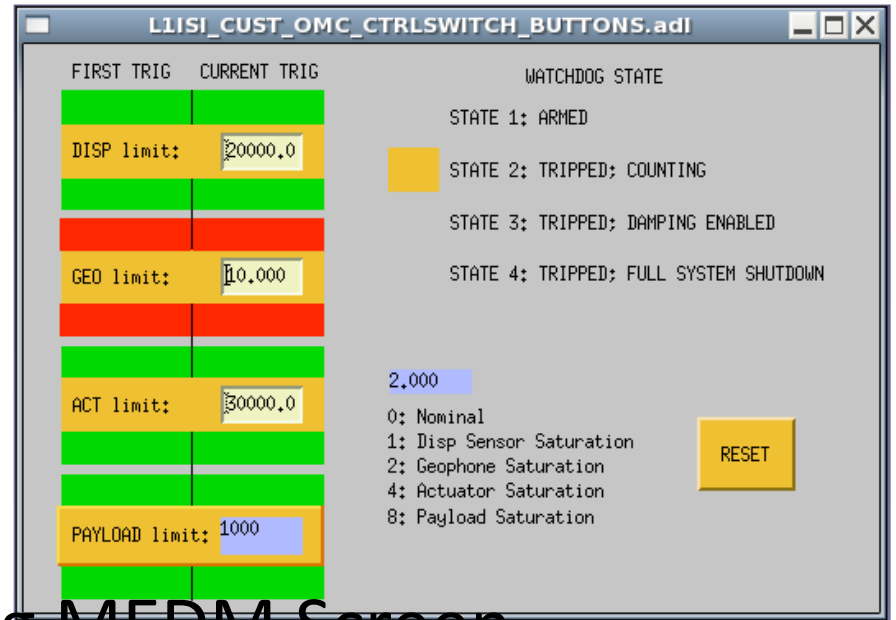 L1ISI_CUST_OMC_CTRLSWITCH_BUTTONS.adl
FIRST TRIG CURRENT TRIG
DISP limit: 20000.0
GEO limit: 10.000
ACT limit: 30000.0
PAYLOAD limit: 1000
WATCHDOG STATE
STATE 1: ARMED
STATE 2: TRIPPED; COUNTING
STATE 3: TRIPPED; DAMPING ENABLED
STATE 4: TRIPPED; FULL SYSTEM SHUTDOWN
2.000
0: Nominal
1: Disp Sensor Saturation
2: Geophone Saturation
4: Actuator Saturation
8: Payload Saturation
RESET
MEDM Screen